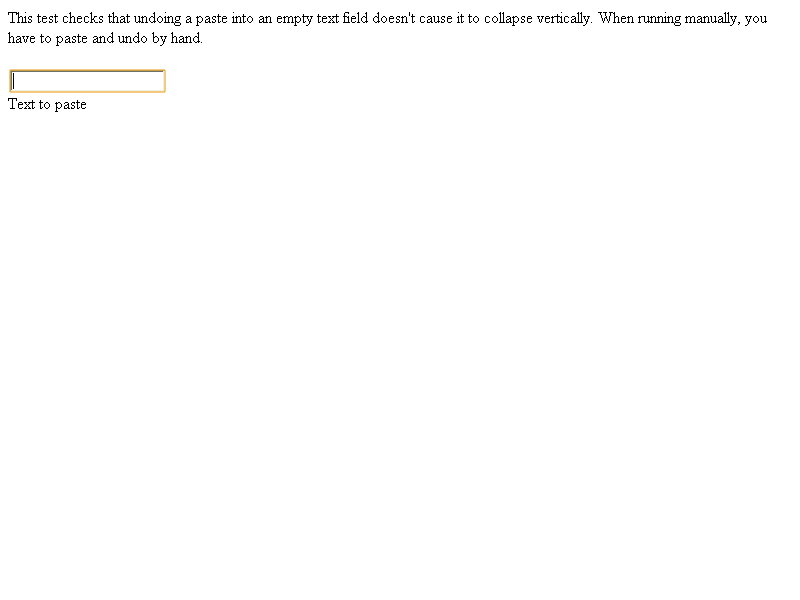 This test checks that undoing a paste into an empty text field doesn't cause it to collapse vertically. When running manually, you
have to paste and undo by hand.
Text to paste